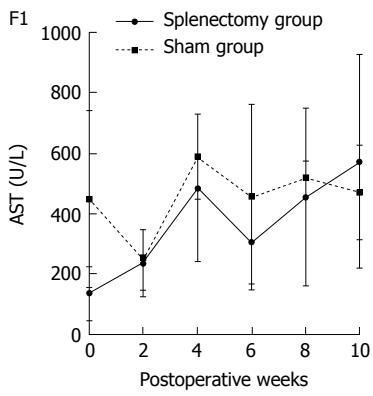 F1
Splenectomy group
Sham group
AST (U/L)
1000
800
600
400
200
0
0 2 4 6 8 10
Postoperative weeks